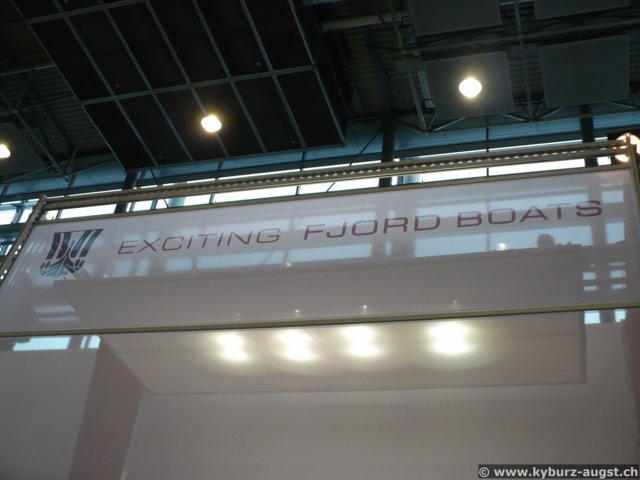 EXCITING FJORD BOATS
© www.kyburz-augst.ch